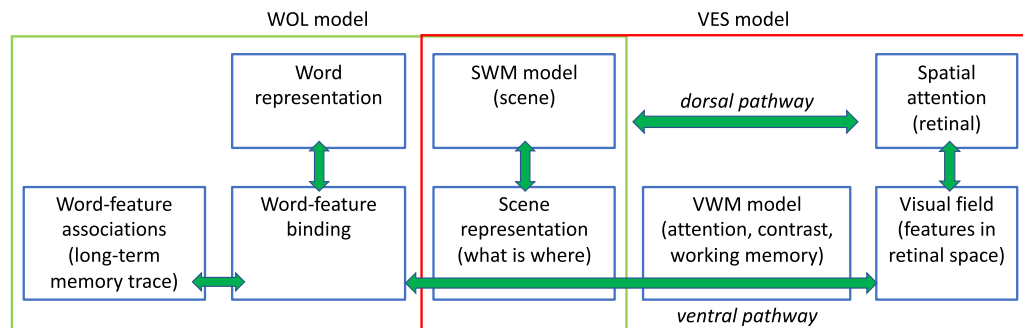 WOL model
VES model
Word
representation
SWM model
(scene)
dorsal pathway
Spatial
attention
(retinal)
Word-feature
associations
(long-term
memory trace)
Word-feature
binding
Scene
representation
(what is where)
VWM model
(attention, contrast,
working memory)
Visual field
(features in
retinal space)
ventral pathway